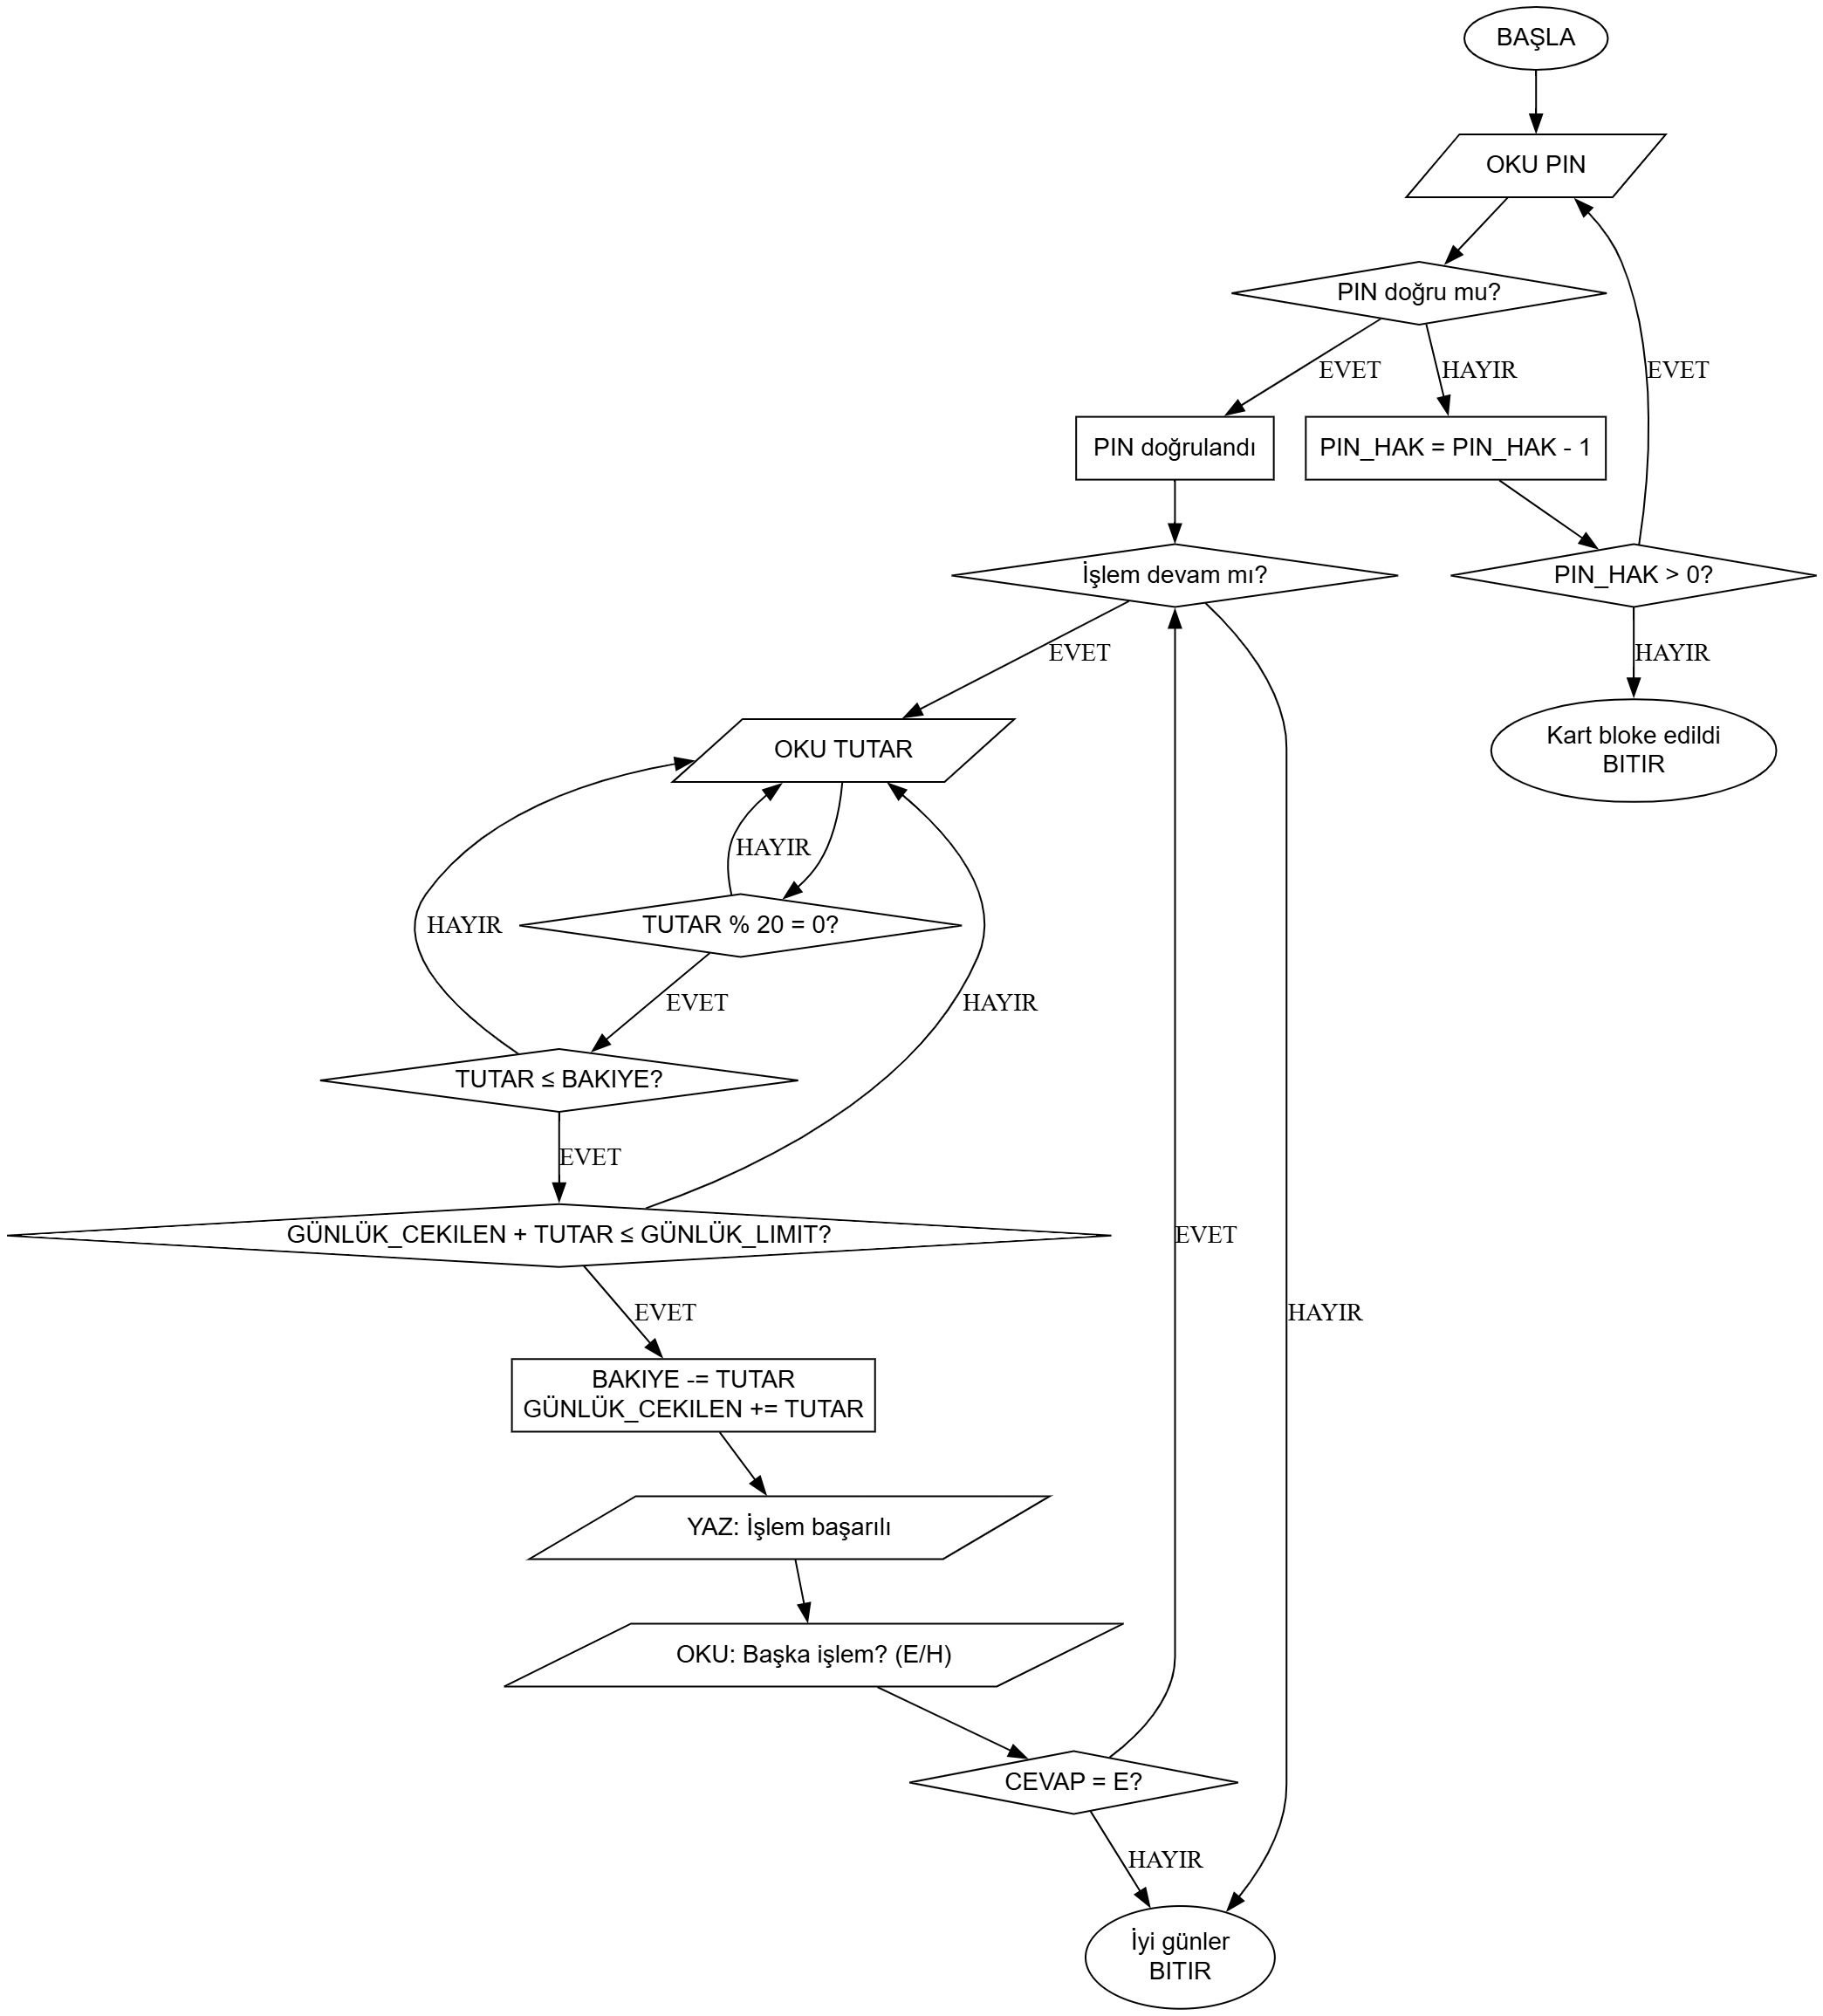 BAŞLA
OKU PIN
PIN doğru mu?
EVET
HAYIR
EVET
PIN doğrulandı
PIN_HAK = PIN_HAK - 1
İşlem devam mı?
PIN_HAK > 0?
EVET
HAYIR
OKU TUTAR
Kart bloke edildi
BITIR
HAYIR
TUTAR % 20 = 0?
HAYIR
EVET
HAYIR
TUTAR ≤ BAKIYE?
EVET
GÜNLÜK_CEKILEN + TUTAR ≤ GÜNLÜK_LIMIT?
EVET
EVET
HAYIR
BAKIYE -= TUTAR
GÜNLÜK_CEKILEN += TUTAR
YAZ: İşlem başarılı
OKU: Başka işlem? (E/H)
CEVAP = E?
HAYIR
İyi günler
BITIR